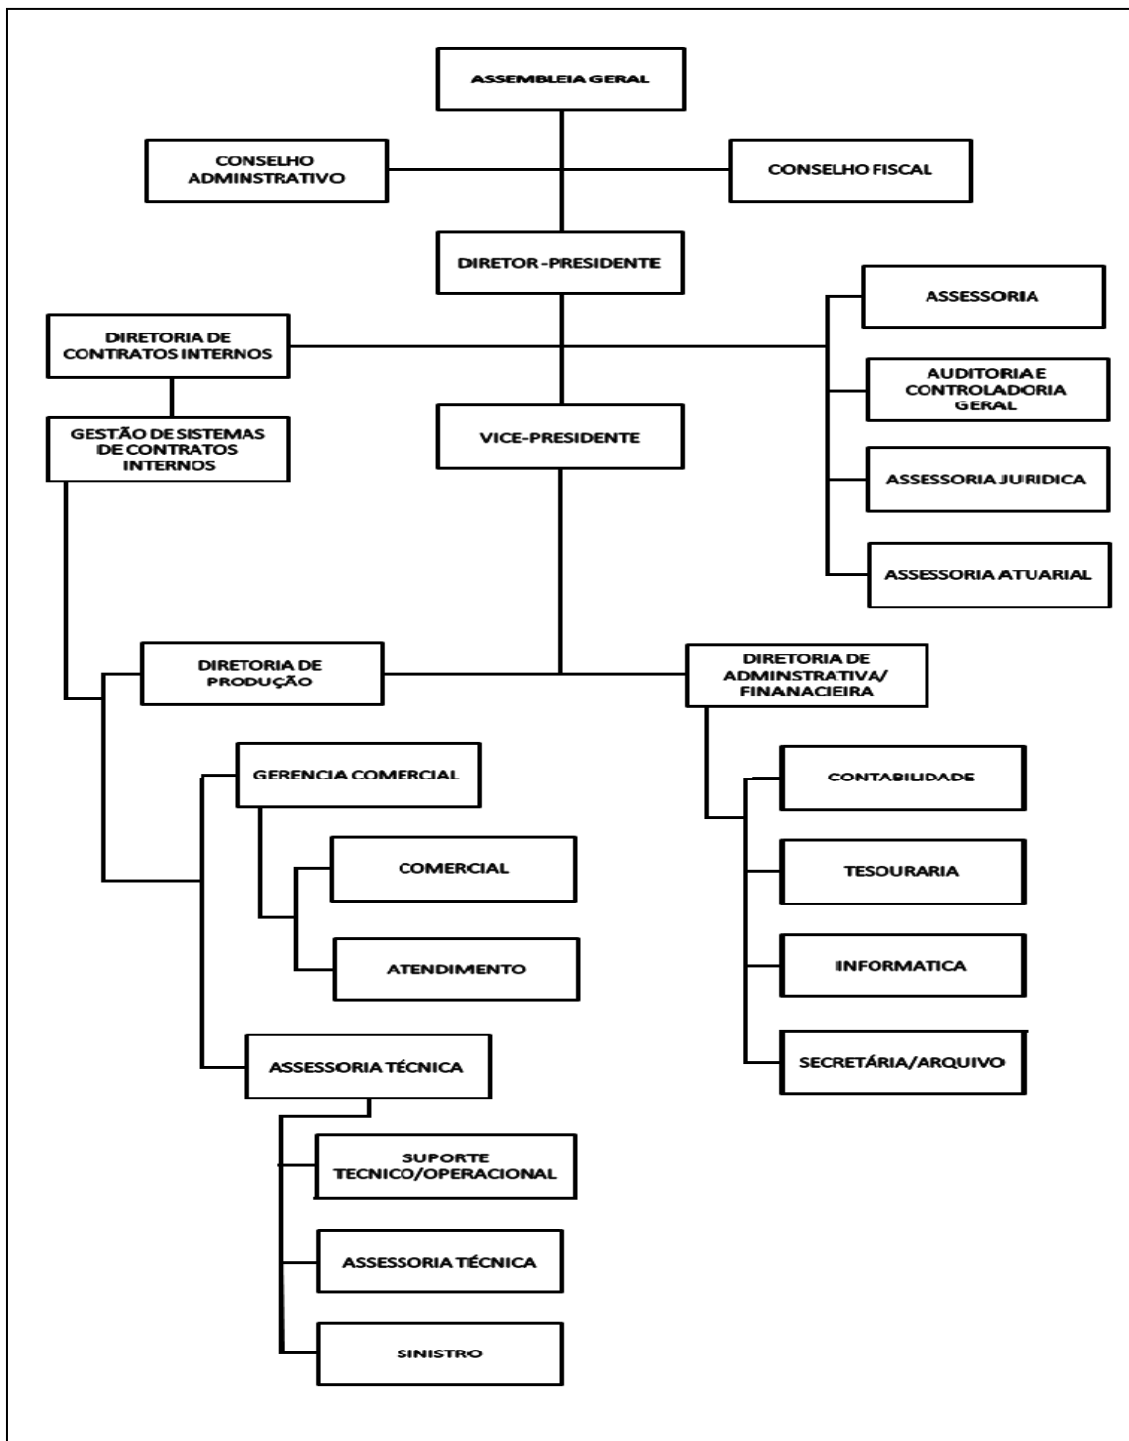 ASSEMBLEIA GERAL
CONSELHO
ADMINSTRATIVO
CONSELHO FISCAL
DIRETOR-PRESIDENTE
ASSESSORIA
DIRETORIA DE
CONTRATOS INTERNOS
AUDITORIA E
CONTROLADORIA
GERAL
GESTÃO DE SISTEMAS
DE CONTRATOS
INTERNOS
VICE-PRESIDENTE
ASSESSORIA JURIDICA
ASSESSORIA ATUARIAL
DIRETORIA DE
PRODUÇÃO
DIRETORIA DE
ADMINSTRATIVA/
FINANACIEIRA
GERENCIA COMERCIAL
CONTABILIDADE
COMERCIAL
TESOURARIA
ATENDIMENTO
INFORMATICA
ASSESSORIA TÉCNICA
SECRETÁRIA/ARQUIVO
SUPORTE
TECNICO/OPERACIONAL
ASSESSORIA TÉCNICA
SINISTRO